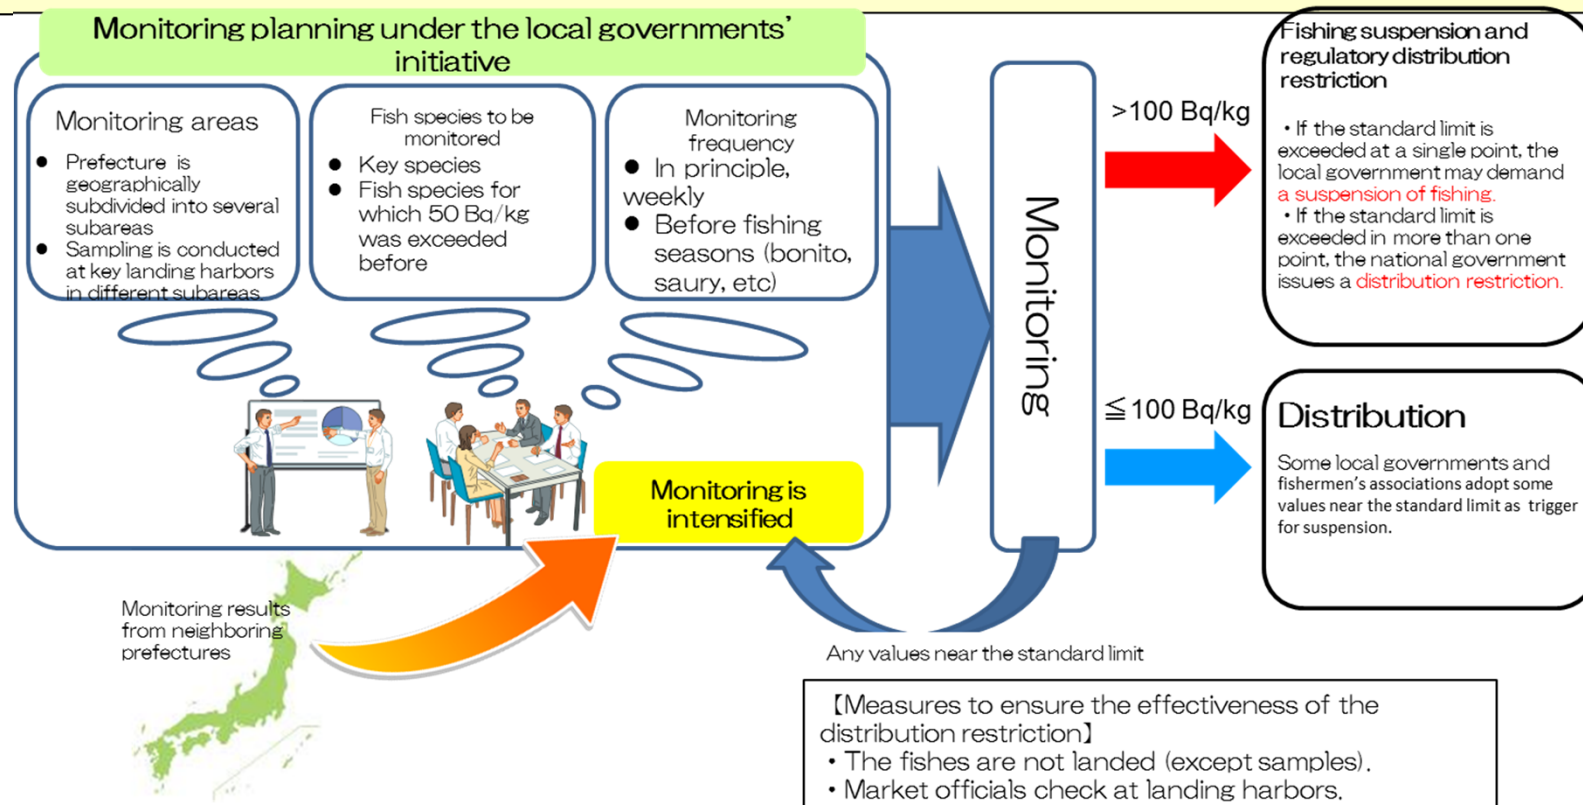 Monitoring planning under the local governments'
initiative
Monitoring areas
● Prefecture is
geographically
subdivided into several
subareas
● Sampling is conducted
at key landing harbors
in different subareas.
Fish species to be
monitored
● Key species
● Fish species for
which 50 Bq/kg
was exceeded
before
Monitoring
frequency
● In principle,
weekly
● Before fishing
seasons (bonito,
saury, etc)
Monitoring is
intensified
Monitoring results
from neighboring
prefectures
Monitoring
>100 Bq/kg
Fishing suspension and
regulatory distribution
restriction
・If the standard limit is
exceeded at a single point, the
local government may demand
a suspension of fishing.
・If the standard limit is
exceeded in more than one
point, the national government
issues a distribution restriction.
≦100 Bq/kg
Distribution
Some local governments and
fishermen's associations adopt some
values near the standard limit as trigger
for suspension.
Any values near the standard limit
【Measures to ensure the effectiveness of the
distribution restriction】
・The fishes are not landed (except samples).
・Market officials check at landing harbors.